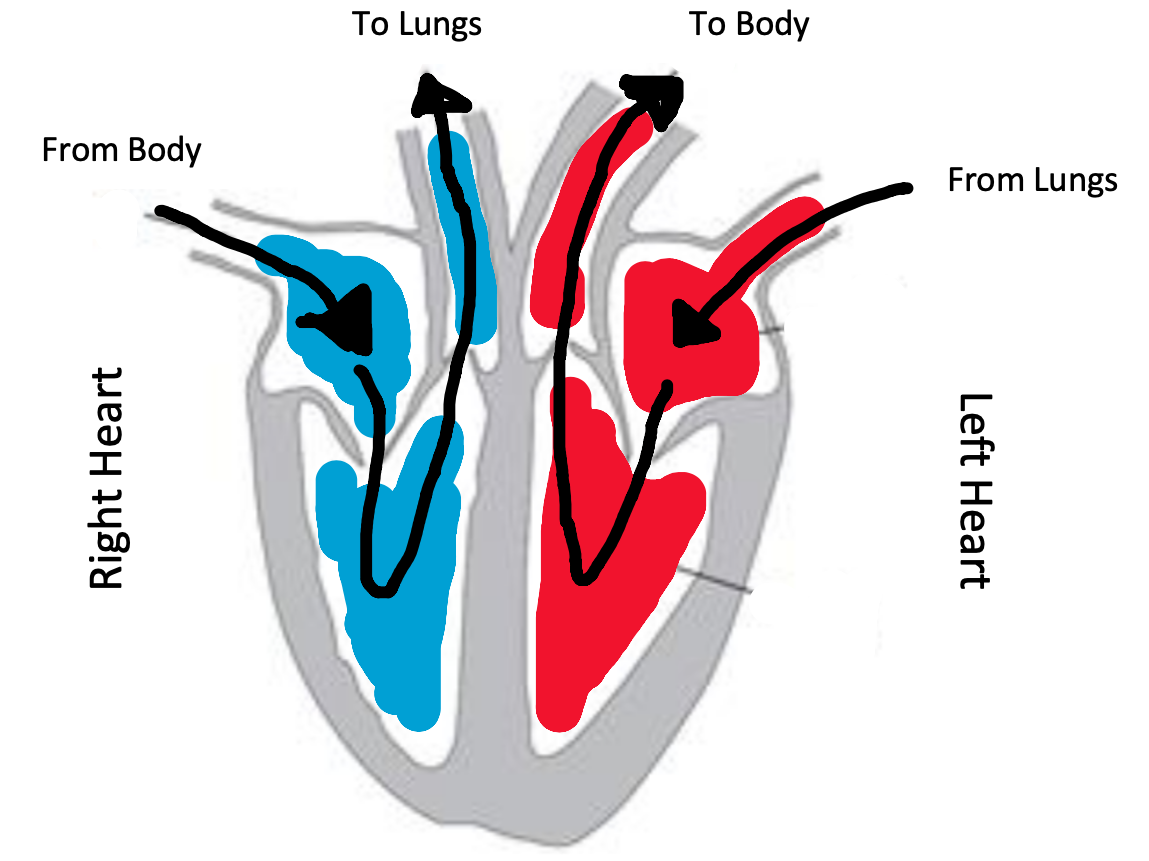 To Lungs
To Body
From Body
From Lungs
Right Heart
Left Heart